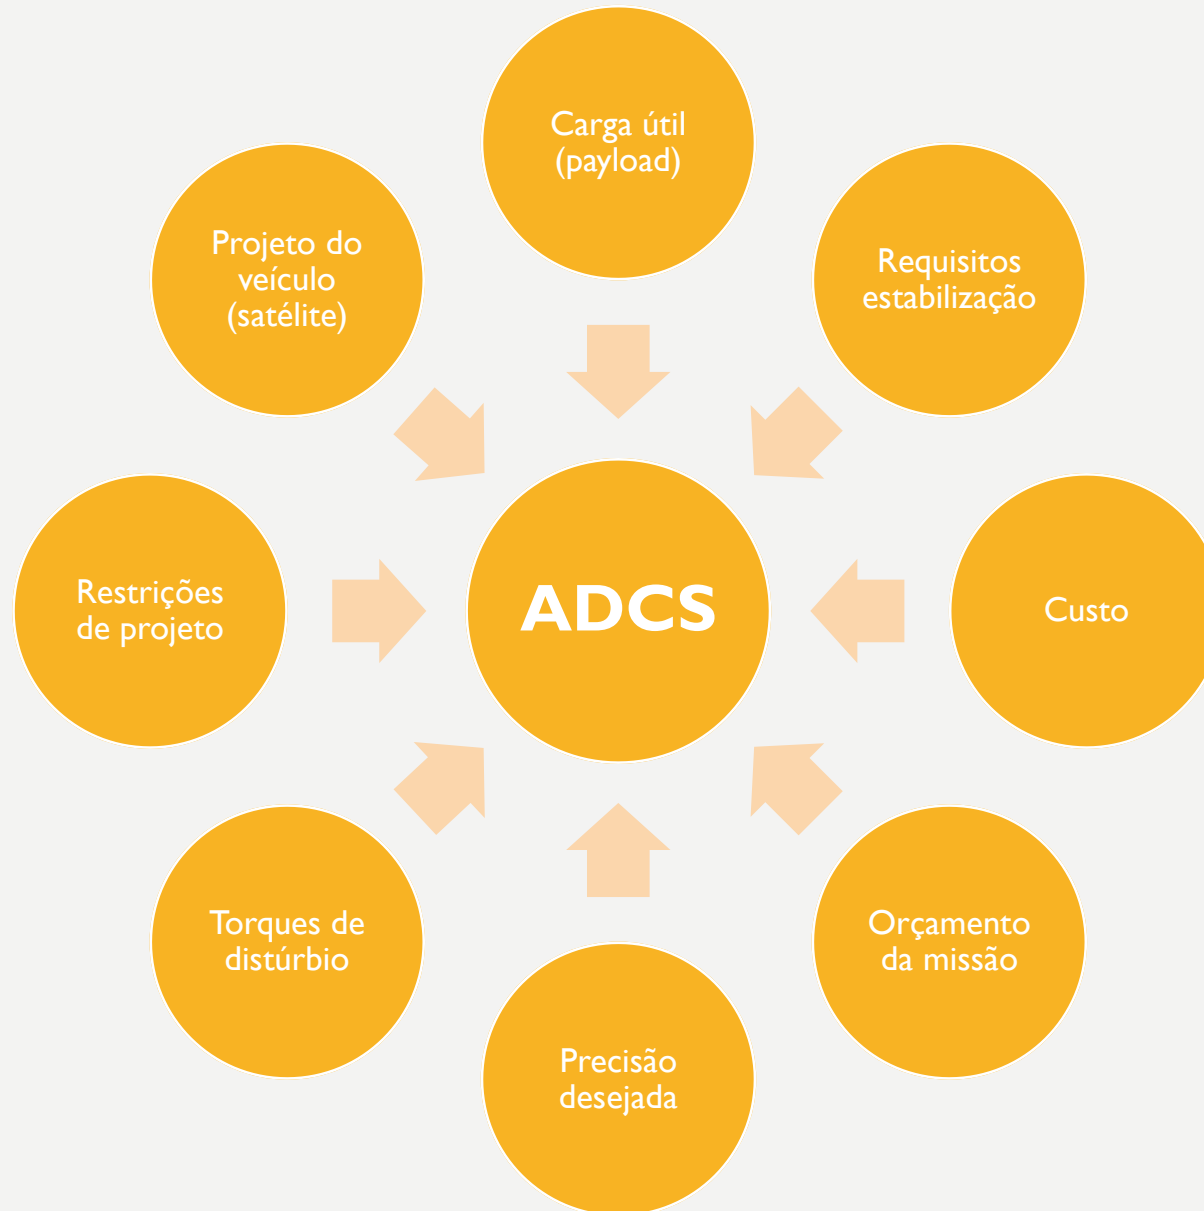 Carga útil
(payload)
Projeto do
veículo
(satélite)
Requisitos
estabilização
Restrições
de projeto
ADCS
Custo
Torques de
distúrbio
Orçamento
da missão
Precisão
desejada